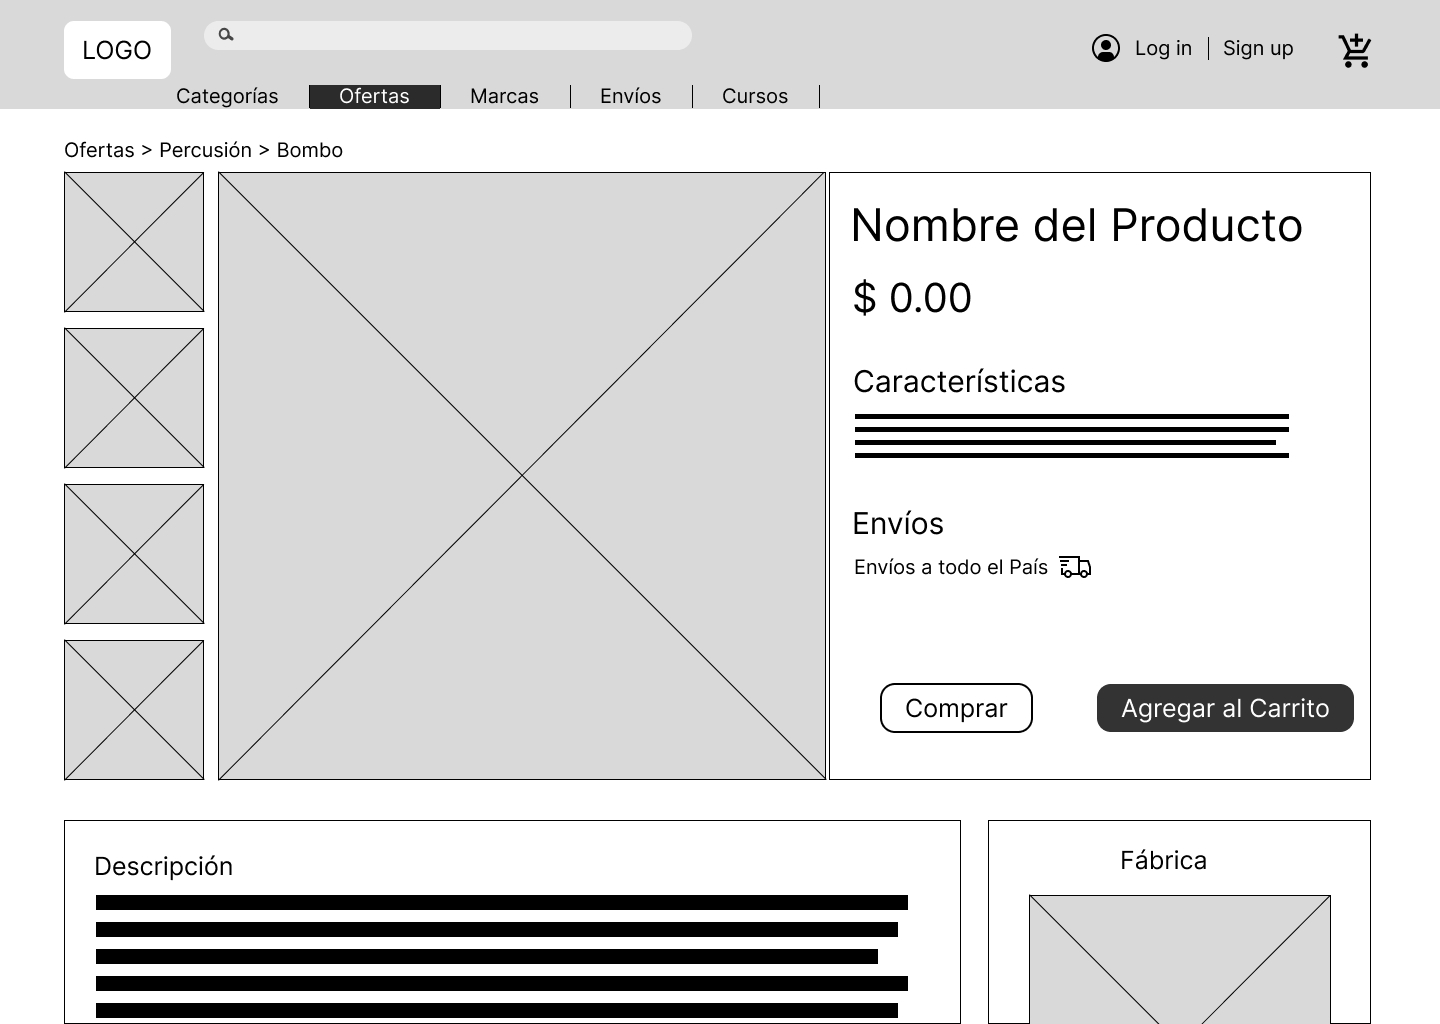 LOGO
Log in
Sign up
Categorías
Ofertas
Marcas
Envíos
Cursos
Ofertas > Percusión > Bombo
Nombre del Producto
$ 0.00
Características
Envíos
Envíos a todo el País
Comprar
Agregar al Carrito
Descripción
Fábrica